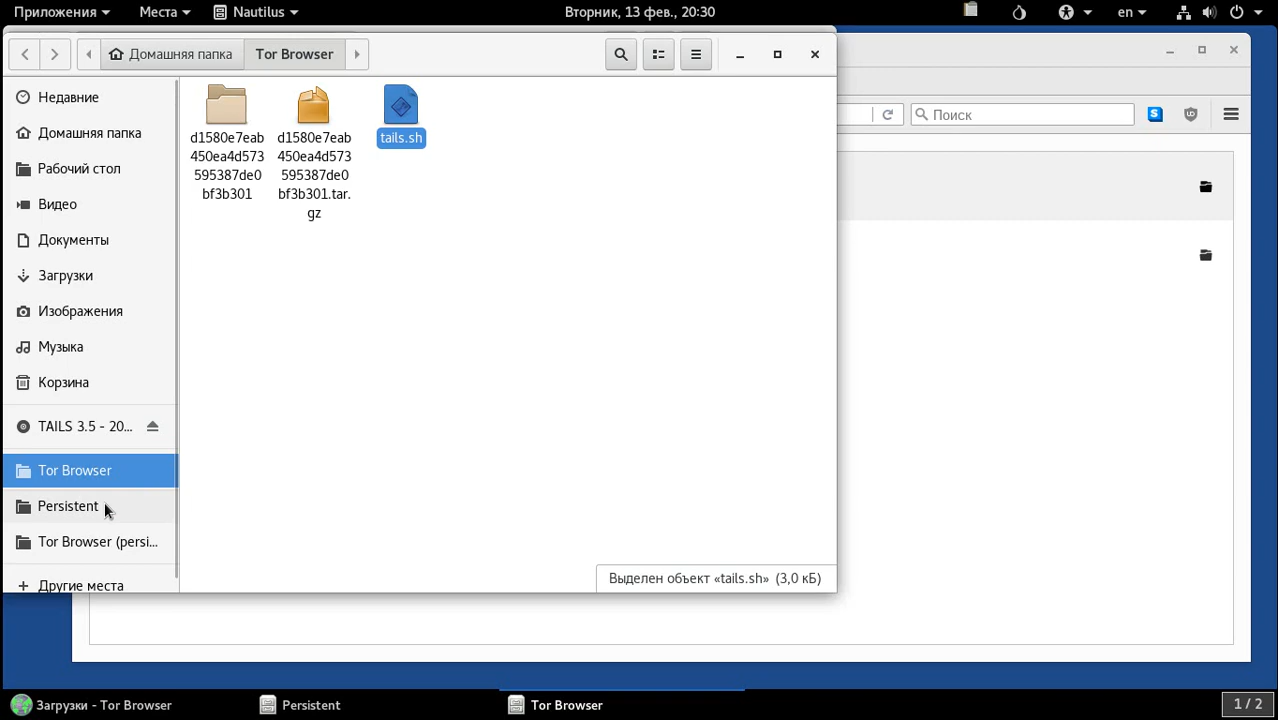 Приложения
Места
Nautilus
Вторник, 13 фев., 20:30
en
Домашняя папка
Tor Browser
Недавние
Домашняя папка
Рабочий стол
Видео
Документы
Загрузки
Изображения
Музыка
Корзина
TAILS 3.5 - 20...
Tor Browser
Persistent
Tor Browser (persi...
Другие места
d1580e7eab
450ea4d573
595387de0
bf3b301
d1580e7eab
450ea4d573
595387de0
bf3b301.tar.
gz
tails.sh
Выделен объект «tails.sh» (3,0 кБ)
Поиск
Загрузки - Tor Browser
Persistent
Tor Browser
1 / 2